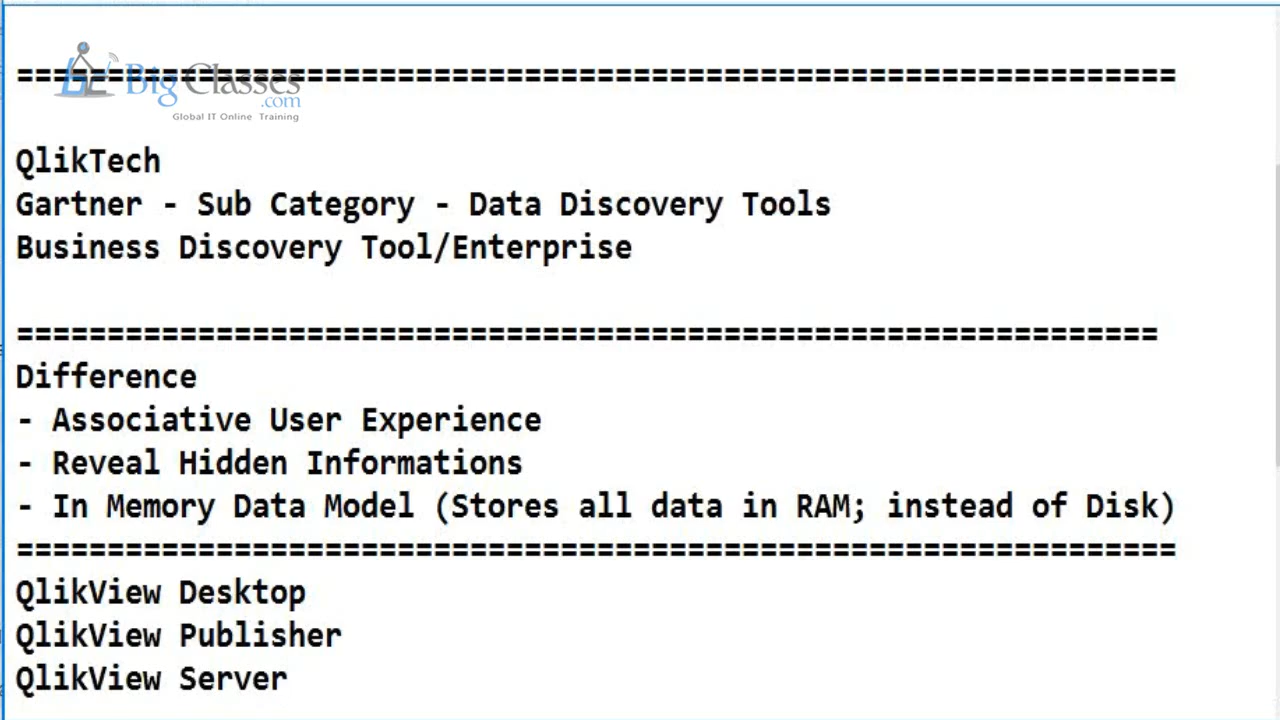 ================================================================
Big Classes
.com
Global IT Online Training
QlikTech
Gartner - Sub Category - Data Discovery Tools
Business Discovery Tool/Enterprise
===============================================================
Difference
- Associative User Experience
- Reveal Hidden Informations
- In Memory Data Model (Stores all data in RAM; instead of Disk)
================================================================
QlikView Desktop
QlikView Publisher
QlikView Server